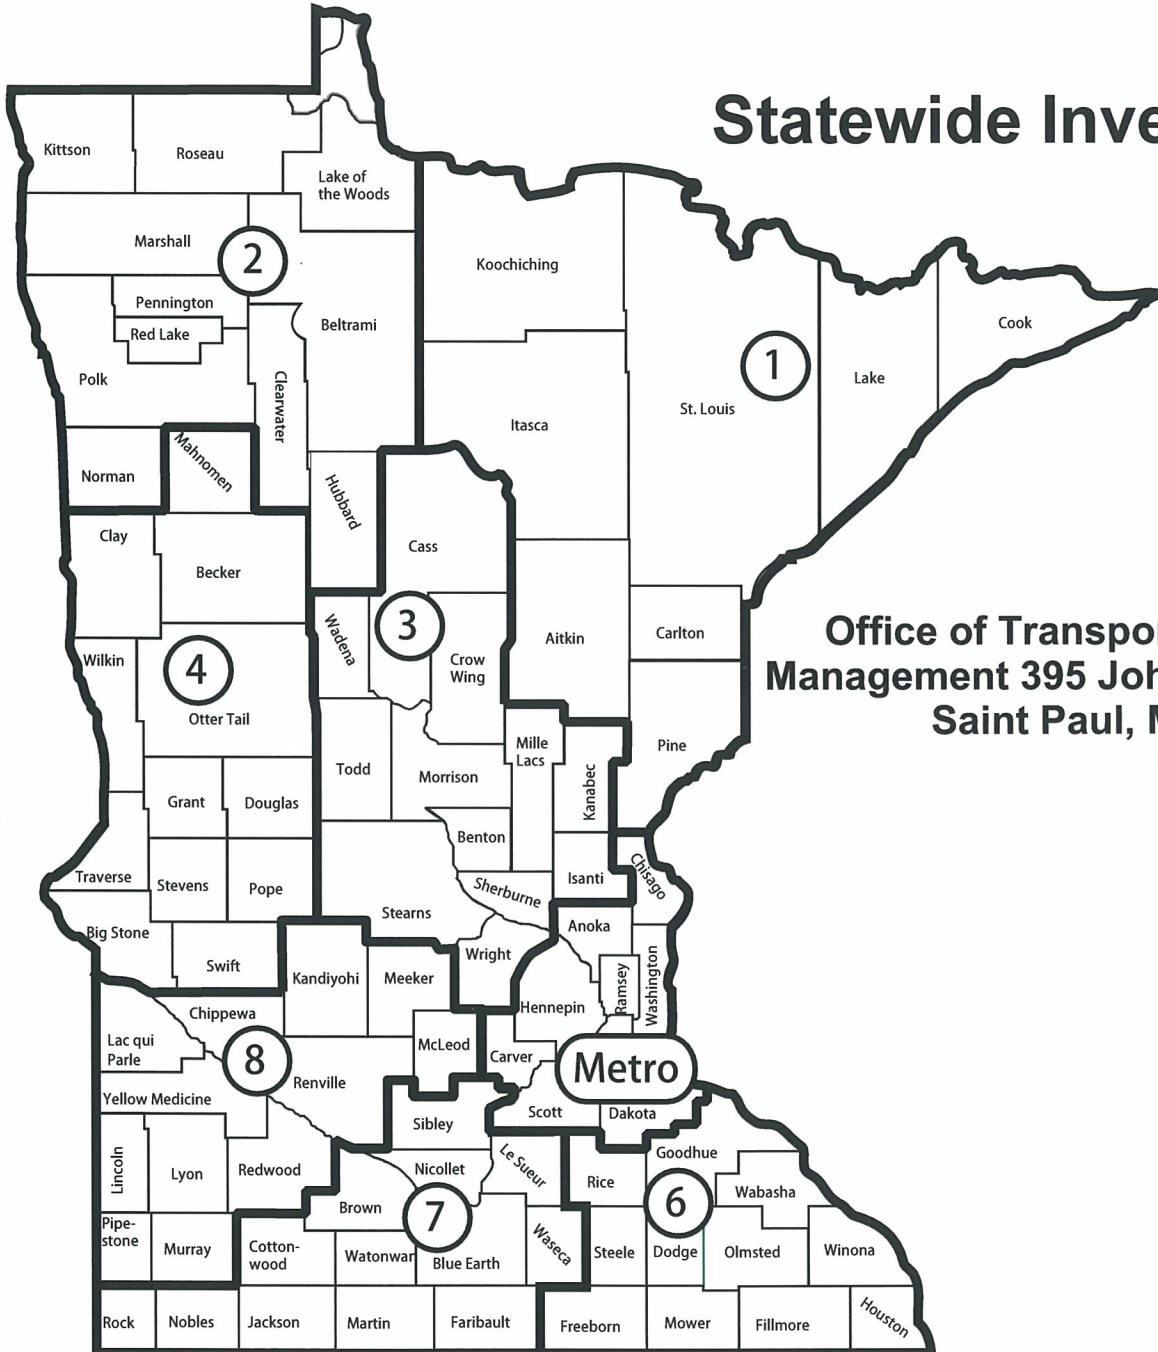 Statewide Inve
Kittson
Roseau
Lake of
the Woods
Marshall
2
Koochiching
Pennington
Red Lake
Beltrami
Cook
1
Polk
Clearwater
Lake
St. Louis
Itasca
Norman
Mahnomen
Hubbard
Clay
Becker
Cass
3
Wadena
Aitkin
Carlton
Office of Transpo
Management 395 Joh
Saint Paul, M
Wilkin
4
Crow
Wing
Otter Tail
Mille
Lacs
Pine
Todd
Morrison
Kanabec
Grant
Douglas
Benton
Traverse
Stevens
Pope
Sherburne
Isanti
Chisago
Stearns
Anoka
Big Stone
Swift
Kandiyohi
Meeker
Wright
Ramsey
Washington
Hennepin
Chippewa
Lac qui
Parle
8
McLeod
Carver
Metro
Renville
Yellow Medicine
Sibley
Scott
Dakota
Lincoln
Lyon
Redwood
Nicollet
Le Sueur
Goodhue
Rice
6
Wabasha
Brown
7
Pipe-
stone
Murray
Cotton-
wood
Watonwan
Blue Earth
Waseca
Steele
Dodge
Olmsted
Winona
Rock
Nobles
Jackson
Martin
Faribault
Freeborn
Mower
Fillmore
Houston